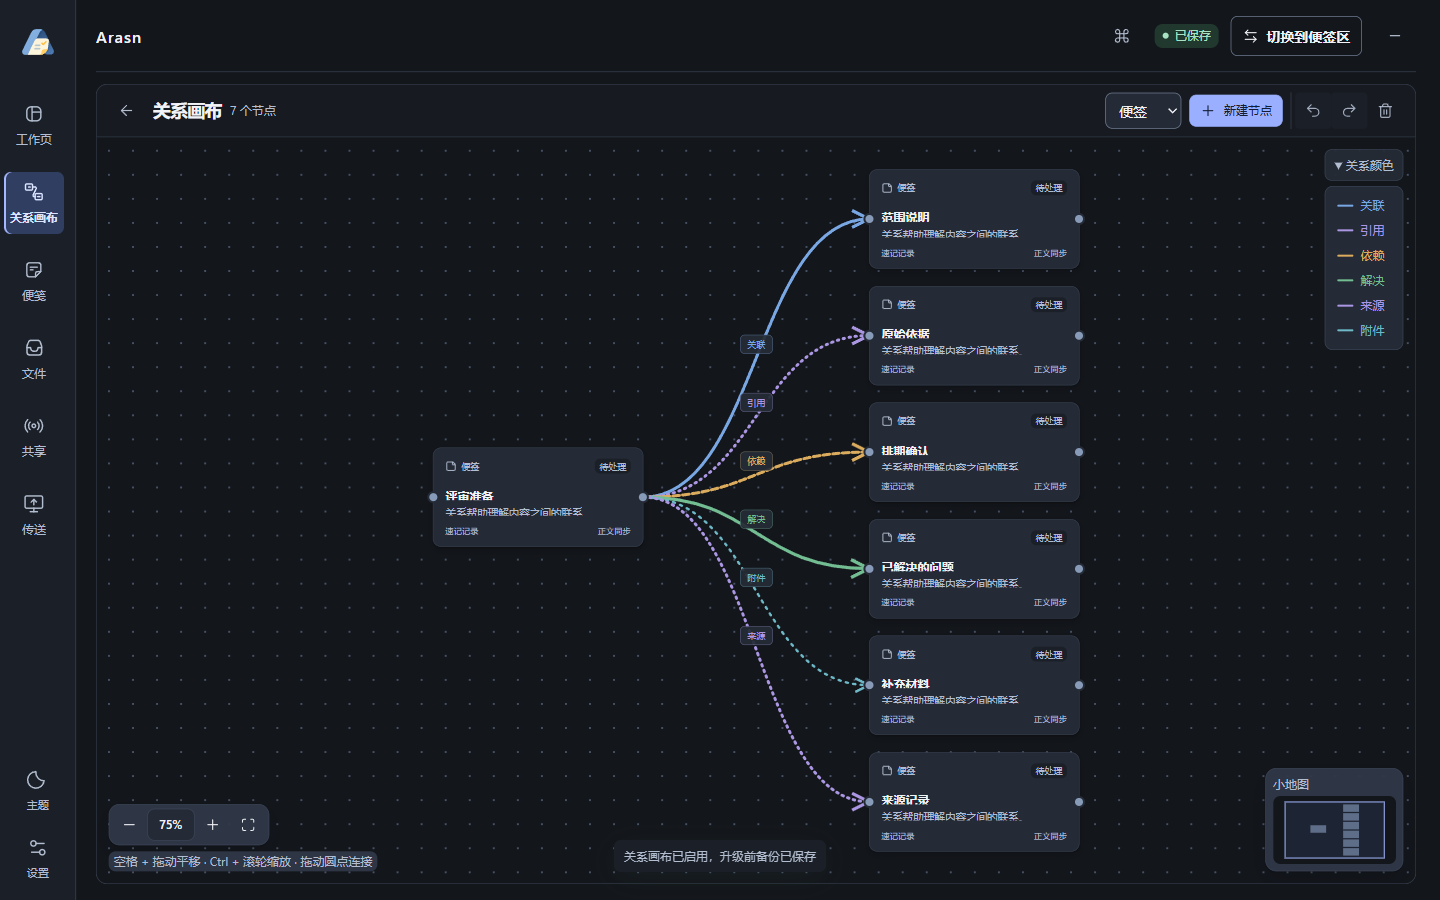 Arasn
已保存
切换到便签区
工作页
关系画布
便笺
文件
共享
传送
主题
设置
关系画布
7 个节点
便签
新建节点
关系颜色
关联
引用
依赖
解决
来源
附件
便签
待处理
评审准备
关系帮助理解内容之间的联系
速记记录
正文同步
关联
引用
依赖
解决
附件
来源
便签
待处理
范围说明
关系帮助理解内容之间的联系
速记记录
正文同步
便签
待处理
原始依据
关系帮助理解内容之间的联系
速记记录
正文同步
便签
待处理
排期确认
关系帮助理解内容之间的联系
速记记录
正文同步
便签
待处理
已解决的问题
关系帮助理解内容之间的联系
速记记录
正文同步
便签
待处理
补充材料
关系帮助理解内容之间的联系
速记记录
正文同步
便签
待处理
来源记录
关系帮助理解内容之间的联系
速记记录
正文同步
75%
空格 + 拖动平移 · Ctrl + 滚轮缩放 · 拖动圆点连接
关系画布已启用，升级前备份已保存
小地图